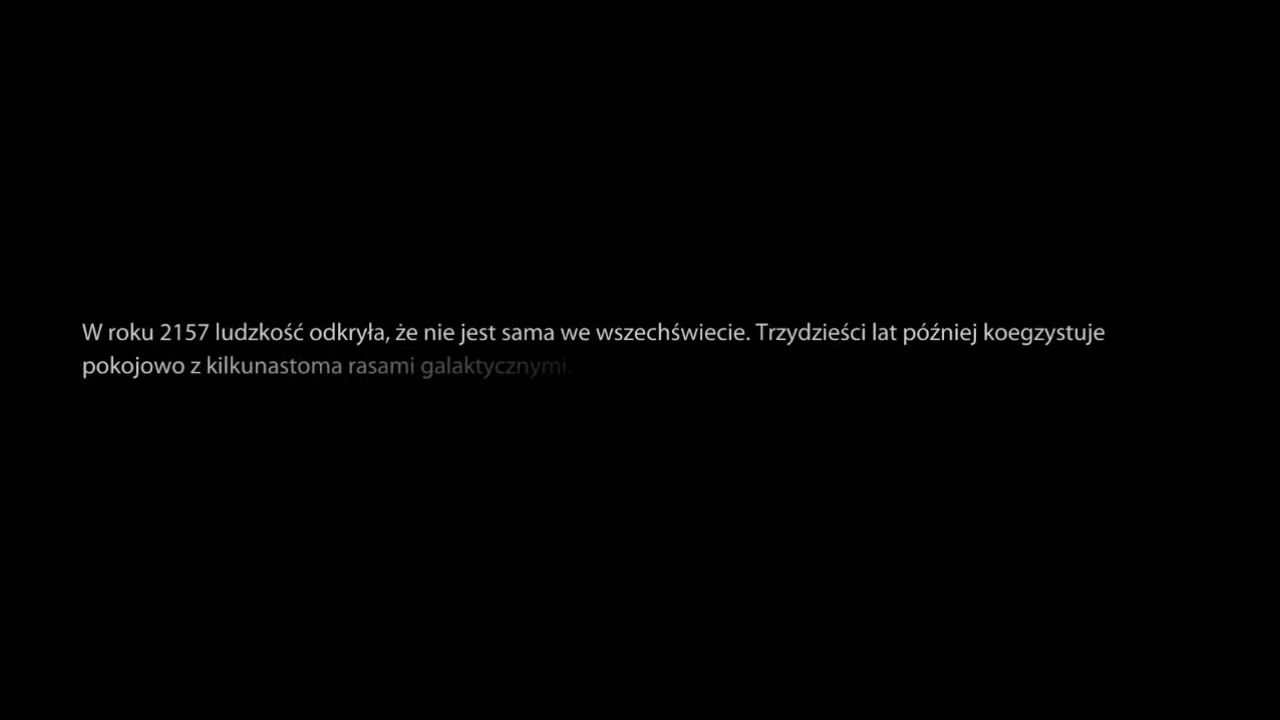 W roku 2157 ludzkość odkryła, że nie jest sama we wszechświecie. Trzydzieści lat później koegzystuje
pokojowo z kilkunastoma rasami galaktycznymi.